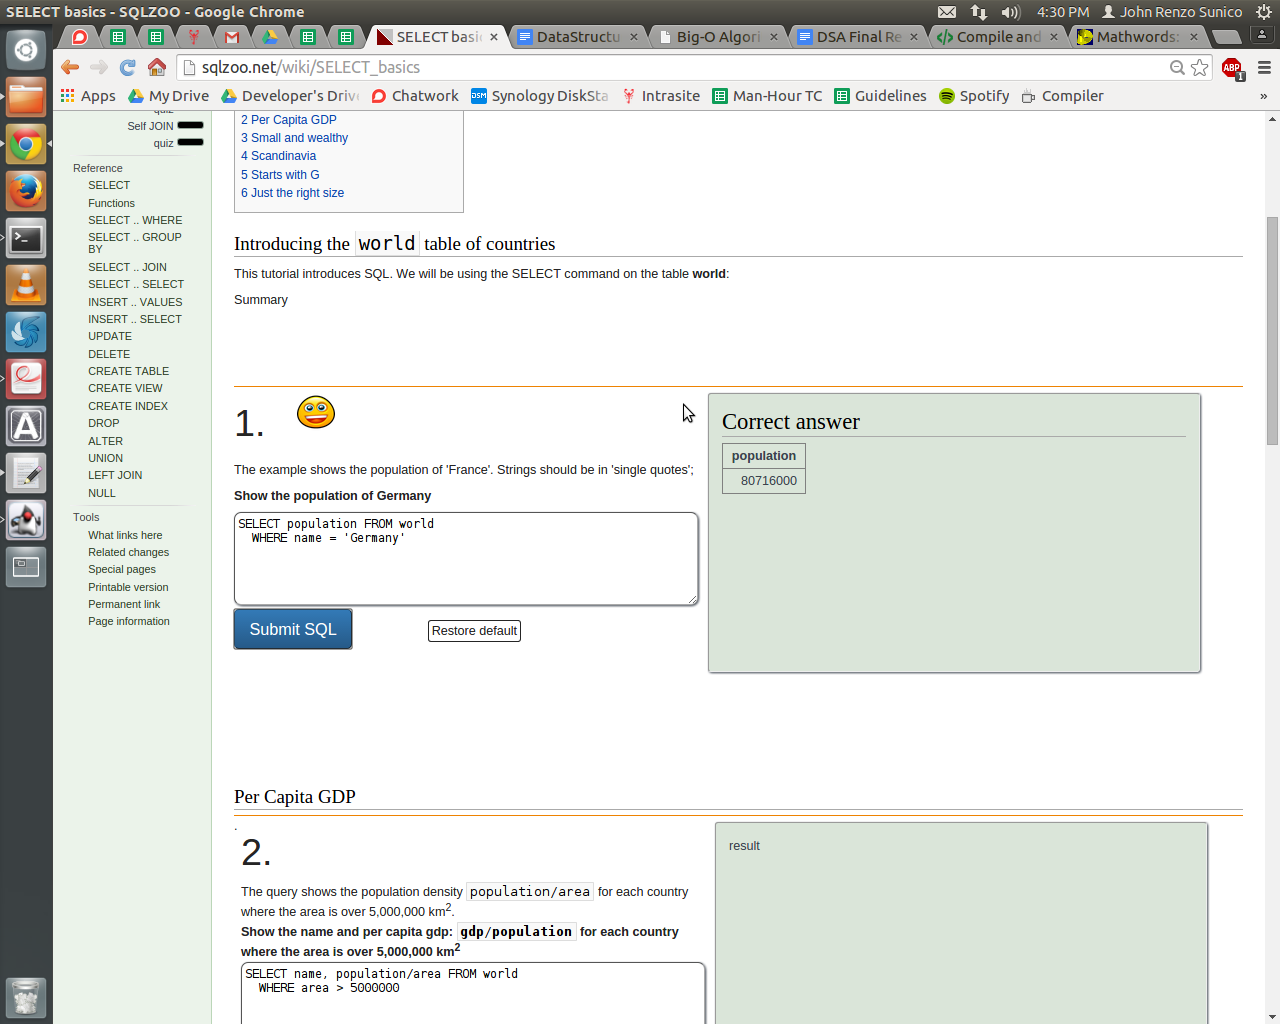 SELECT basics - SQLZOO - Google Chrome
4:30 PM
John Renzo Sunico
SELECT basi
DataStructu
Big-O Algori
DSA Final Re
Compile and
Mathwords:
sqlzoo.net/wiki/SELECT_basics
ABP
1
Apps
My Drive
Developer's Driv
Chatwork
DSM
Synology DiskSta
Intrasite
Man-Hour TC
Guidelines
Spotify
Compiler
»
quiz
Self JOIN
quiz
Reference
SELECT
Functions
SELECT .. WHERE
SELECT .. GROUP
BY
SELECT .. JOIN
SELECT .. SELECT
INSERT .. VALUES
INSERT .. SELECT
UPDATE
DELETE
CREATE TABLE
CREATE VIEW
CREATE INDEX
DROP
ALTER
UNION
LEFT JOIN
NULL
Tools
What links here
Related changes
Special pages
Printable version
Permanent link
Page information
2 Per Capita GDP
3 Small and wealthy
4 Scandinavia
5 Starts with G
6 Just the right size
Introducing the world table of countries
This tutorial introduces SQL. We will be using the SELECT command on the table world:
Summary
1.
The example shows the population of 'France'. Strings should be in 'single quotes';
Show the population of Germany
SELECT population FROM world
WHERE name = 'Germany'
Submit SQL
Restore default
Correct answer
population
80716000
Per Capita GDP
.
2.
The query shows the population density population/area for each country
where the area is over 5,000,000 km2.
Show the name and per capita gdp: gdp/population for each country
where the area is over 5,000,000 km2
SELECT name, population/area FROM world
WHERE area > 5000000
result